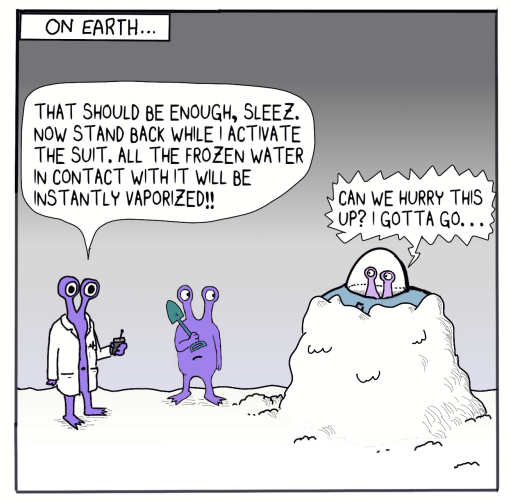 ON EARTH...
THAT SHOULD BE ENOUGH, SLEEZ.
NOW STAND BACK WHILE I ACTIVATE
THE SUIT. ALL THE FROZEN WATER
IN CONTACT WITH IT WILL BE
INSTANTLY VAPORIZED!!
CAN WE HURRY THIS
UP? I GOTTA GO...